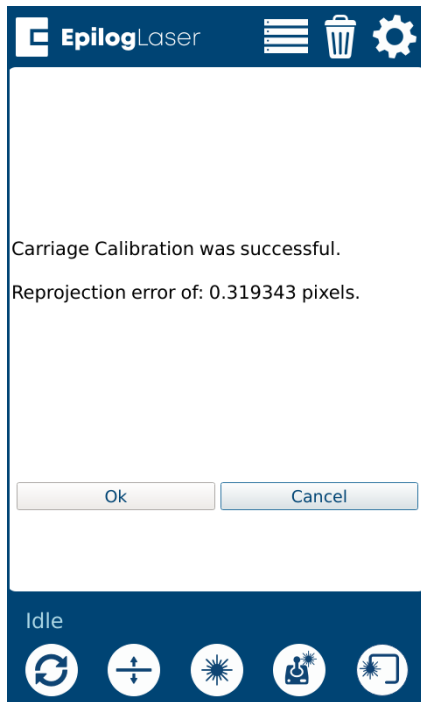 EpilogLaser
Carriage Calibration was successful.
Reprojection error of: 0.319343 pixels.
Ok Cancel
Idle